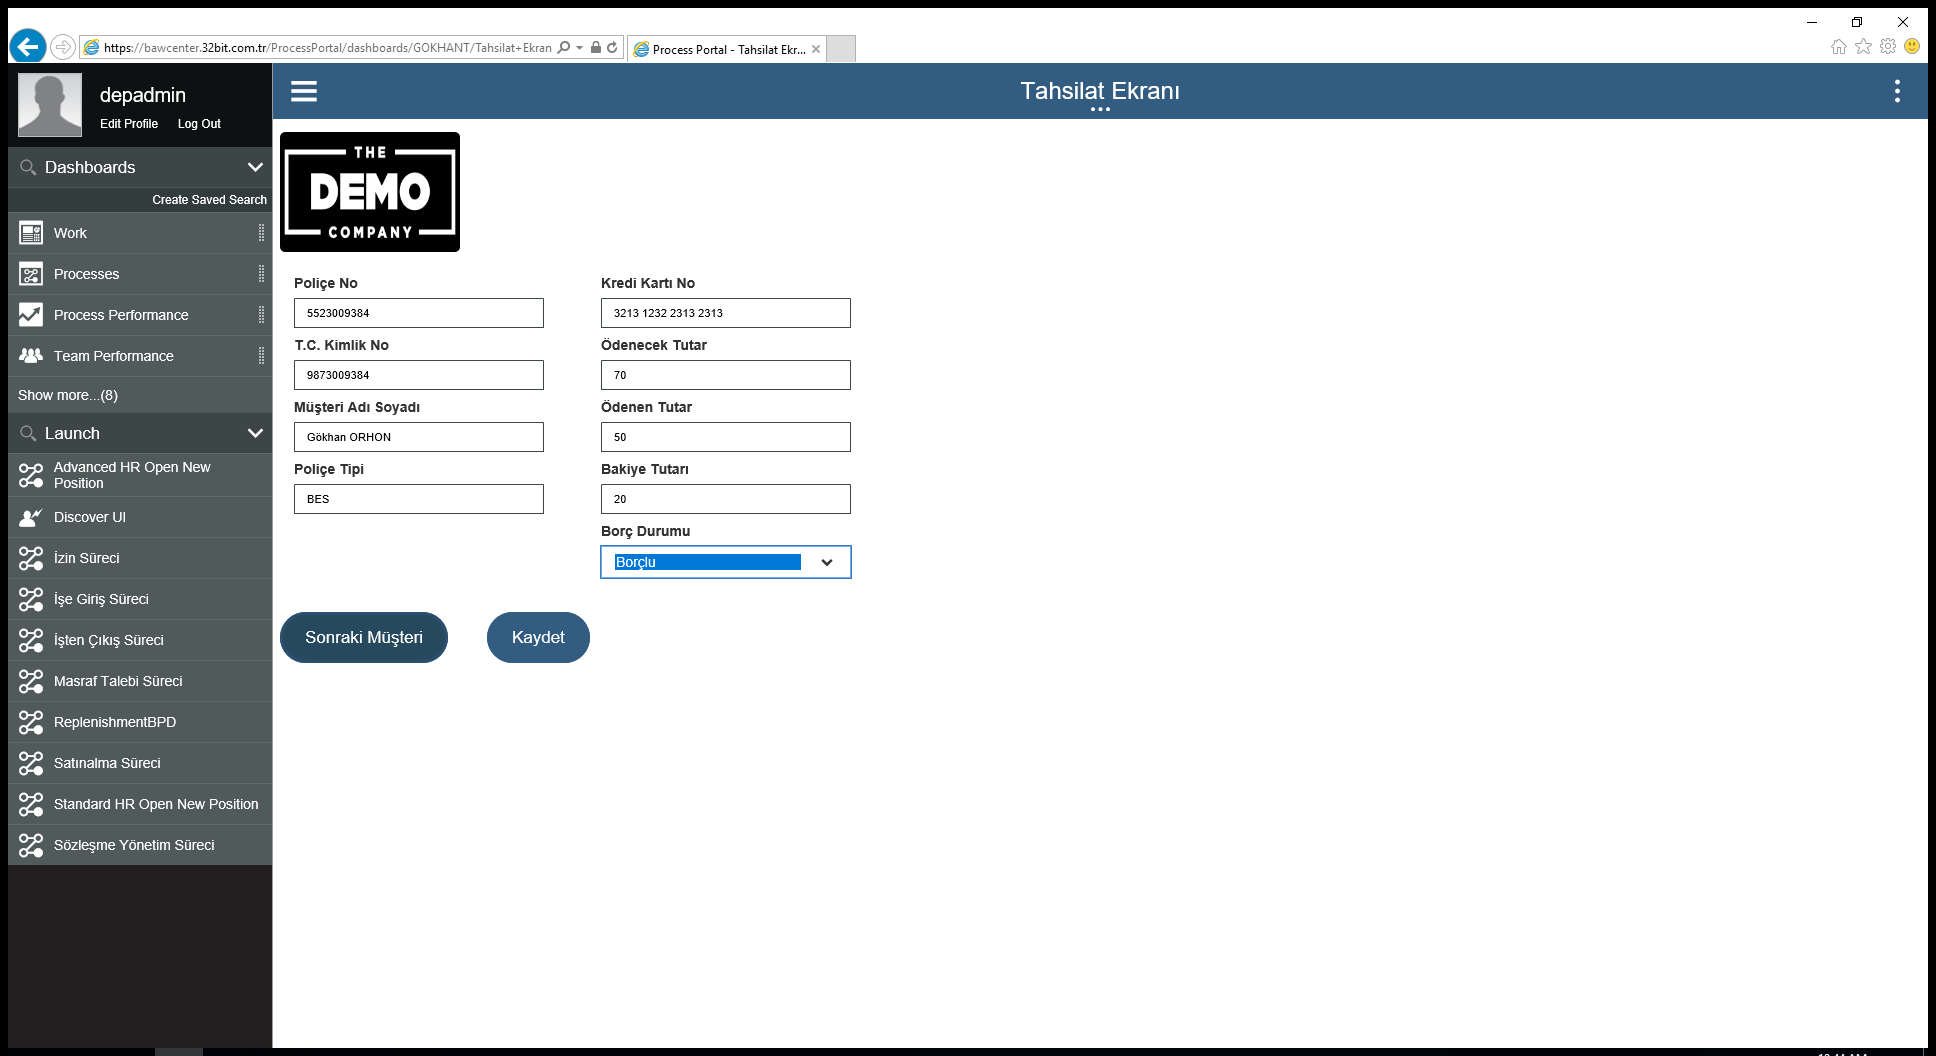 https://bawcenter.32bit.com.tr/ProcessPortal/dashboards/GOKHANT/Tahsilat+Ekran
Process Portal - Tahsilat Ekr...
depadmin
Edit Profile Log Out
Tahsilat Ekranı
Dashboards
Create Saved Search
Work
Processes
Process Performance
Team Performance
Show more...(8)
Launch
Advanced HR Open New
Position
Discover UI
İzin Süreci
İşe Giriş Süreci
İşten Çıkış Süreci
Masraf Talebi Süreci
ReplenishmentBPD
Satınalma Süreci
Standard HR Open New Position
Sözleşme Yönetim Süreci
THE
DEMO
COMPANY
Poliçe No
5523009384
T.C. Kimlik No
9873009384
Müşteri Adı Soyadı
Gökhan ORHON
Poliçe Tipi
BES
Kredi Kartı No
3213 1232 2313 2313
Ödenecek Tutar
70
Ödenen Tutar
50
Bakiye Tutarı
20
Borç Durumu
Borçlu
Sonraki Müşteri
Kaydet